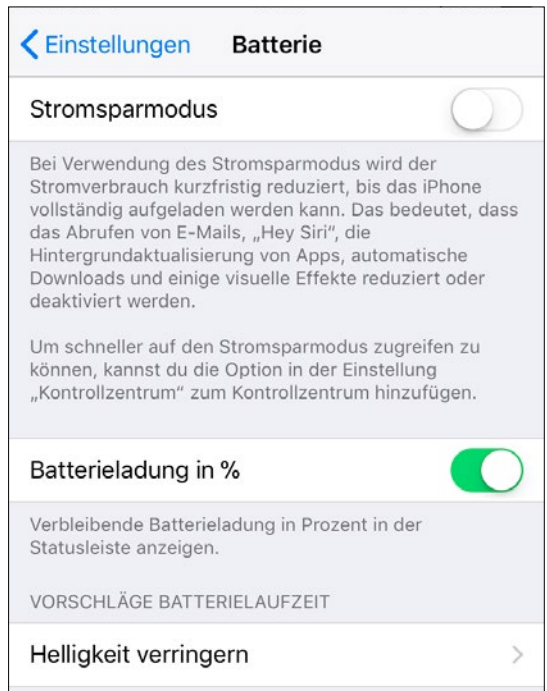 Einstellungen Batterie
Stromsparmodus
Bei Verwendung des Stromsparmodus wird der
Stromverbrauch kurzfristig reduziert, bis das iPhone
vollständig aufgeladen werden kann. Das bedeutet, dass
das Abrufen von E-Mails, „Hey Siri“, die
Hintergrundaktualisierung von Apps, automatische
Downloads und einige visuelle Effekte reduziert oder
deaktiviert werden.
Um schneller auf den Stromsparmodus zugreifen zu
können, kannst du die Option in der Einstellung
„Kontrollzentrum“ zum Kontrollzentrum hinzufügen.
Batterieladung in %
Verbleibende Batterieladung in Prozent in der
Statusleiste anzeigen.
VORSCHLÄGE BATTERIELAUFZEIT
Helligkeit verringern